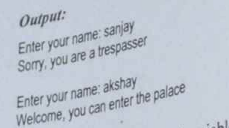 Output:
Enter your name: sanjay
Sorry, you are a trespasser
Enter your name: akshay
Welcome, you can enter the palace